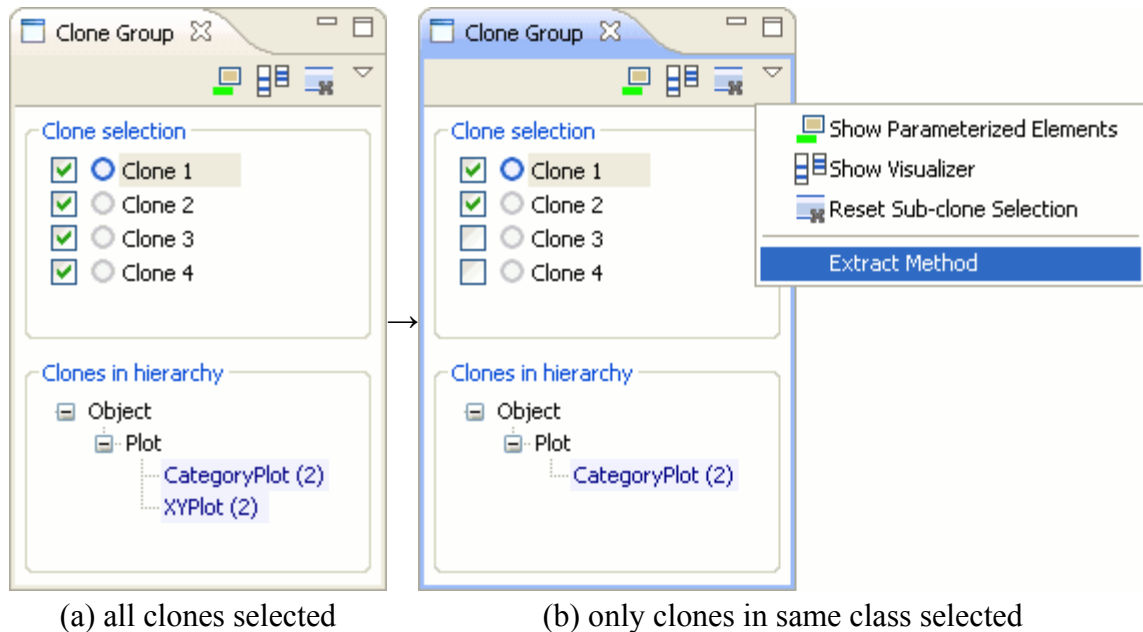 Clone Group
Clone selection
Clone 1
Clone 2
Clone 3
Clone 4
Clones in hierarchy
Object
Plot
CategoryPlot (2)
XYPlot (2)
(a) all clones selected
→
Clone Group
Clone selection
Clone 1
Clone 2
Clone 3
Clone 4
Clones in hierarchy
Object
Plot
CategoryPlot (2)
Show Parameterized Elements
Show Visualizer
Reset Sub-clone Selection
Extract Method
(b) only clones in same class selected